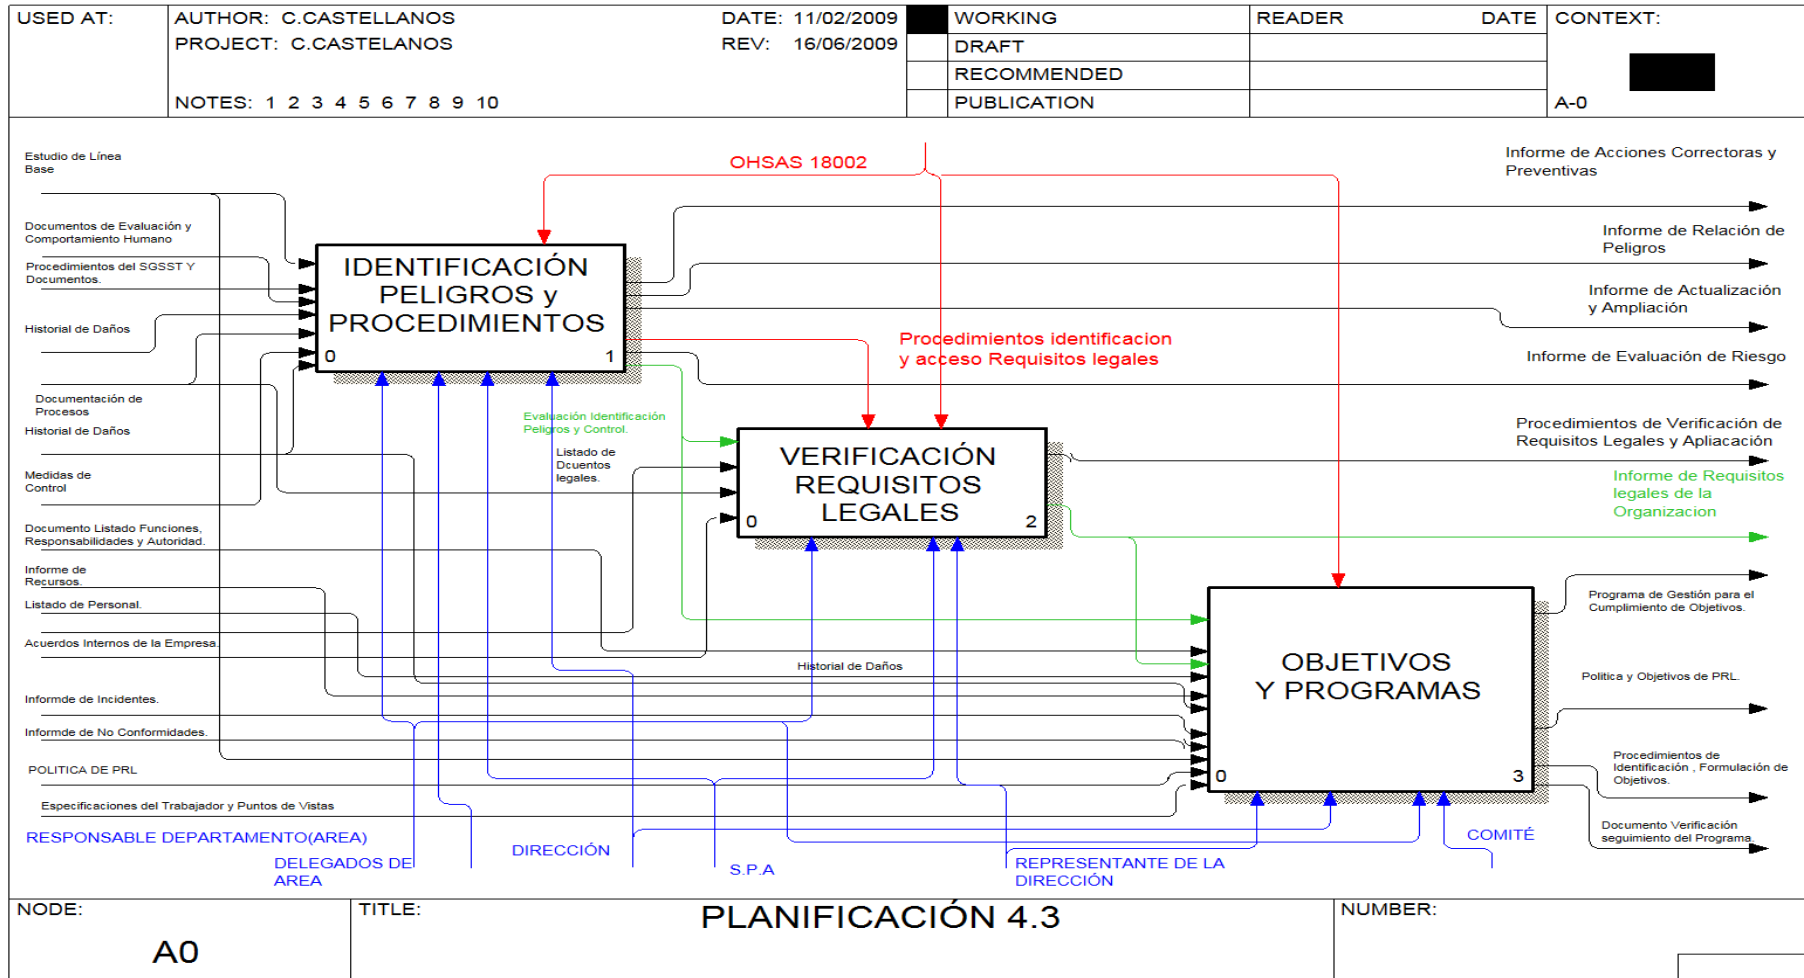 USED AT:
AUTHOR: C.CASTELLANOS
DATE: 11/02/2009
WORKING
READER
DATE
CONTEXT:
PROJECT: C.CASTELANOS
REV: 16/06/2009
DRAFT
RECOMMENDED
NOTES: 1 2 3 4 5 6 7 8 9 10
PUBLICATION
A-0
Estudio de Línea
Base
OHSAS 18002
Informe de Acciones Correctoras y
Preventivas
Documentos de Evaluación y
Comportamiento Humano
Informe de Relación de
Peligros
Procedimientos del SGSST Y
Documentos.
IDENTIFICACIÓN
PELIGROS y
PROCEDIMIENTOS
0
1
Informe de Actualización
y Ampliación
Historial de Daños
Procedimientos identificacion
y acceso Requisitos legales
Informe de Evaluación de Riesgo
Documentación de
Procesos
Historial de Daños
Evaluación Identificación
Peligros y Control.
Listado de
Dcuentos
legales.
Procedimientos de Verificación de
Requisitos Legales y Apliacación
VERIFICACIÓN
REQUISITOS
LEGALES
0
2
Medidas de
Control
Informe de Requisitos
legales de la
Organizacion
Documento Listado Funciones,
Responsabilidades y Autoridad.
Informe de
Recursos.
Listado de Personal.
Programa de Gestión para el
Cumplimiento de Objetivos.
Acuerdos Internos de la Empresa.
Historial de Daños
OBJETIVOS
Y PROGRAMAS
0
3
Politica y Objetivos de PRL.
Informde de Incidentes.
Informde de No Conformidades.
Procedimientos de
Identificación , Formulación de
Objetivos.
POLITICA DE PRL
Especificaciones del Trabajador y Puntos de Vistas
Documento Verificación
seguimiento del Programa.
RESPONSABLE DEPARTAMENTO(AREA)
DELEGADOS DE
AREA
DIRECCIÓN
S.P.A
REPRESENTANTE DE LA
DIRECCIÓN
COMITÉ
NODE:
A0
TITLE:
PLANIFICACIÓN 4.3
NUMBER: